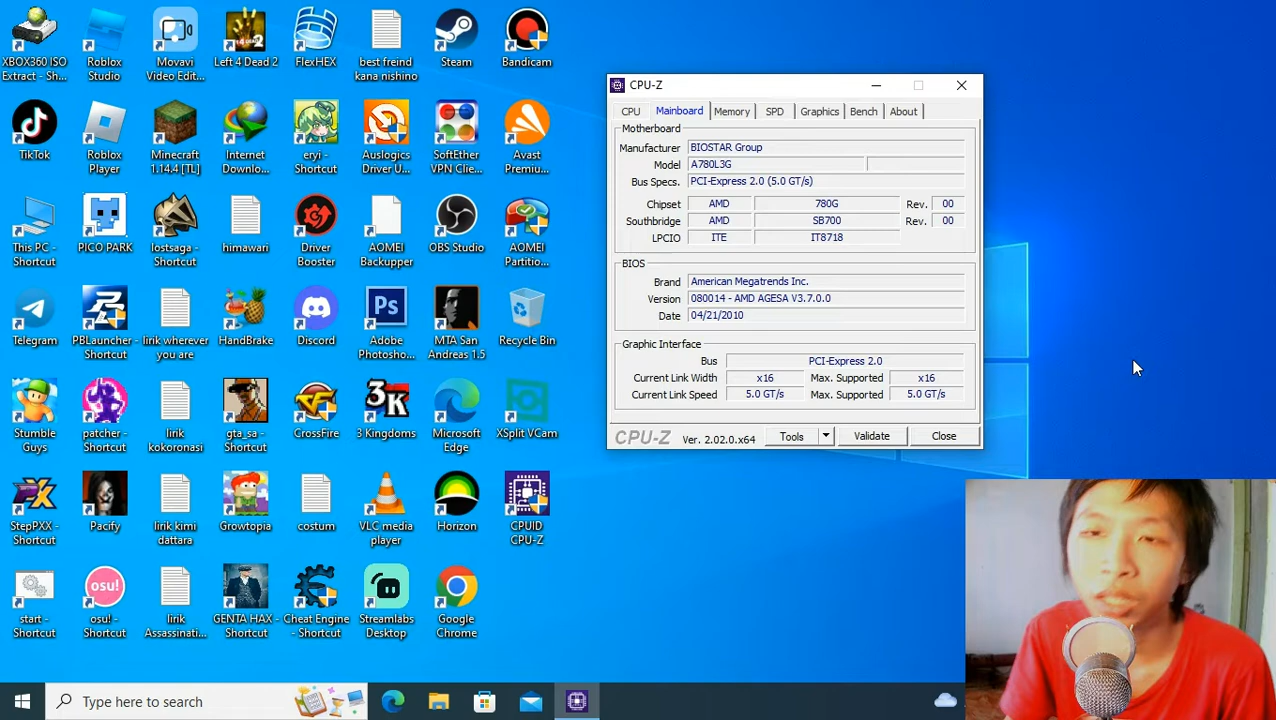 XBOX360 ISO
Extract - Sh...
Roblox
Studio
Movavi
Video Edit...
Left 4 Dead 2
FlexHEX
best freind
kana nishino
Steam
Bandicam
TikTok
Roblox
Player
Minecraft
1.14.4 [TL]
Internet
Downlo...
eryi -
Shortcut
Auslogics
Driver U...
SoftEther
VPN Clie...
Avast
Premiu...
This PC -
Shortcut
PICO PARK
lostsaga -
Shortcut
himawari
Driver
Booster
AOMEI
Backupper
OBS Studio
AOMEI
Partitio...
Telegram
PBLauncher -
Shortcut
lirik wherever
you are
HandBrake
Discord
Adobe
Photosho...
MTA San
Andreas 1.5
Recycle Bin
Stumble
Guys
patcher -
Shortcut
lirik
kokoronasi
gta_sa -
Shortcut
CrossFire
3 Kingdoms
Microsoft
Edge
XSplit VCam
StepPXX -
Shortcut
Pacify
lirik kimi
dattara
Growtopia
costum
VLC media
player
Horizon
CPUID
CPU-Z
start -
Shortcut
osu! -
Shortcut
lirik
Assassinati...
GENTA HAX -
Shortcut
Cheat Engine
- Shortcut
Streamlabs
Desktop
Google
Chrome
CPU-Z
CPU Mainboard Memory SPD Graphics Bench About
Motherboard
Manufacturer BIOSTAR Group
Model A780L3G
Bus Specs. PCI-Express 2.0 (5.0 GT/s)
Chipset AMD 780G Rev. 00
Southbridge AMD SB700 Rev. 00
LPCIO ITE IT8718
BIOS
Brand American Megatrends Inc.
Version 080014 - AMD AGESA V3.7.0.0
Date 04/21/2010
Graphic Interface
Bus PCI-Express 2.0
Current Link Width x16 Max. Supported x16
Current Link Speed 5.0 GT/s Max. Supported 5.0 GT/s
CPU-Z Ver. 2.02.0.x64 Tools Validate Close
Type here to search